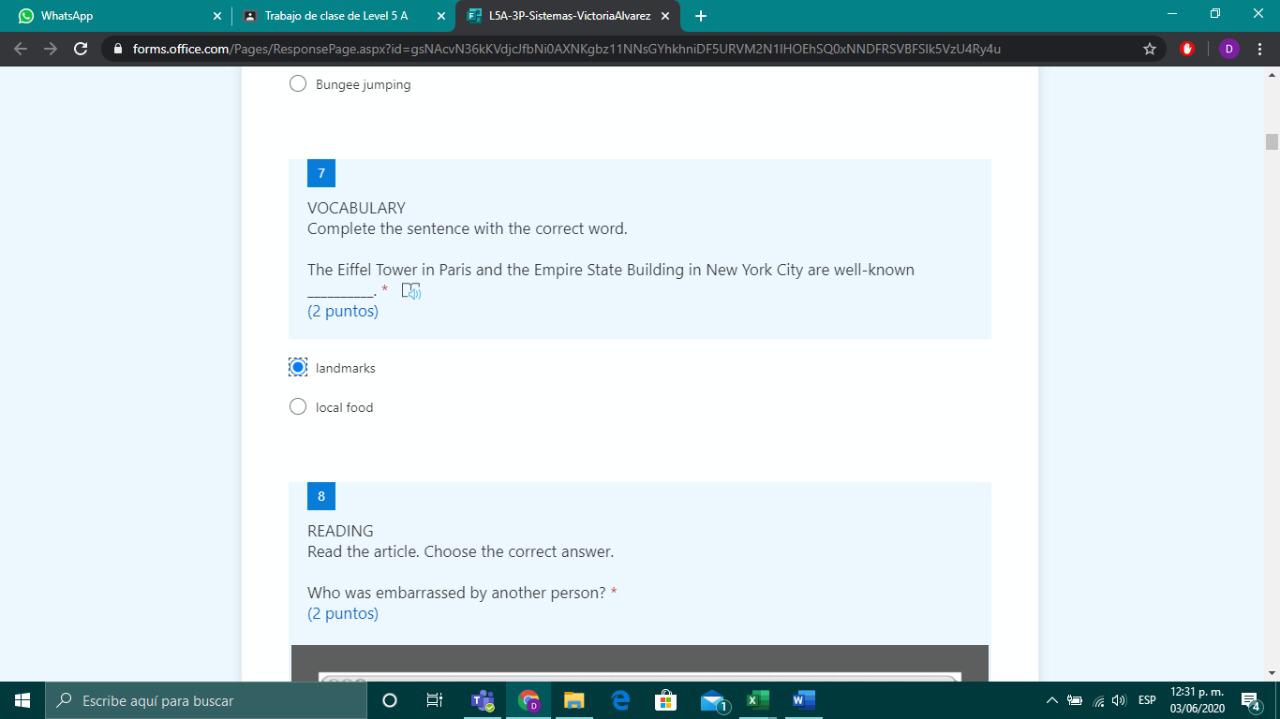 WhatsApp
Trabajo de clase de Level 5 A
L5A-3P-Sistemas-VictoriaAlvarez
forms.office.com/Pages/ResponsePage.aspx?id=gsNAcvN36kKVdjcJfbNi0AXNKgbz11NNsGYhkhniDF5URVM2N1lHOEhSQ0xNNDFRSVBFSlk5VzU4Ry4u
D
Bungee jumping
7
VOCABULARY
Complete the sentence with the correct word.
The Eiffel Tower in Paris and the Empire State Building in New York City are well-known
__________. *
(2 puntos)
landmarks
local food
8
READING
Read the article. Choose the correct answer.
Who was embarrassed by another person? *
(2 puntos)
Escribe aquí para buscar
1
ESP
12:31 p. m.
03/06/2020
4